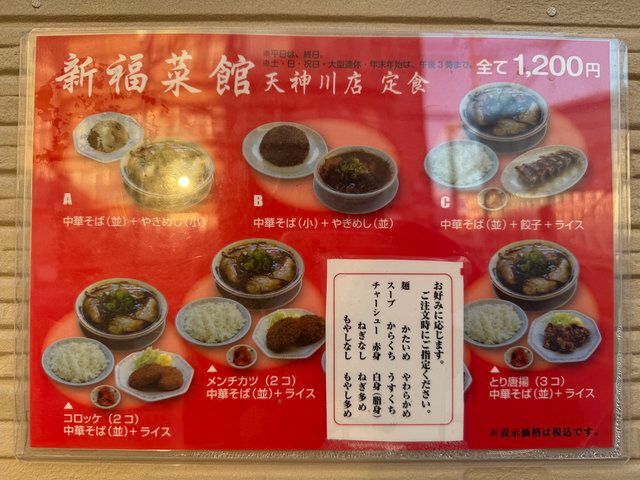 新福菜館 天神川店 定食
※平日は、終日。
※土・日・祝日・大型連休・年末年始は、午後3時まで。
全て1,200円
A
中華そば(並)+やきめし(小)
B
中華そば(小)+やきめし(並)
C
中華そば(並)+餃子+ライス
▲
コロッケ(2コ)
中華そば(並)+ライス
▲
メンチカツ(2コ)
中華そば(並)+ライス
お好みに応じます。
ご注文時にご指定ください。
麺 かためめ やわらかめ
スープ からくち うすくち
チャーシュー 赤身 白身(脂身)
ねぎなし ねぎ多め
もやしなし もやし多め
▲
とり唐揚(3コ)
中華そば(並)+ライス
※表示価格は税込です。